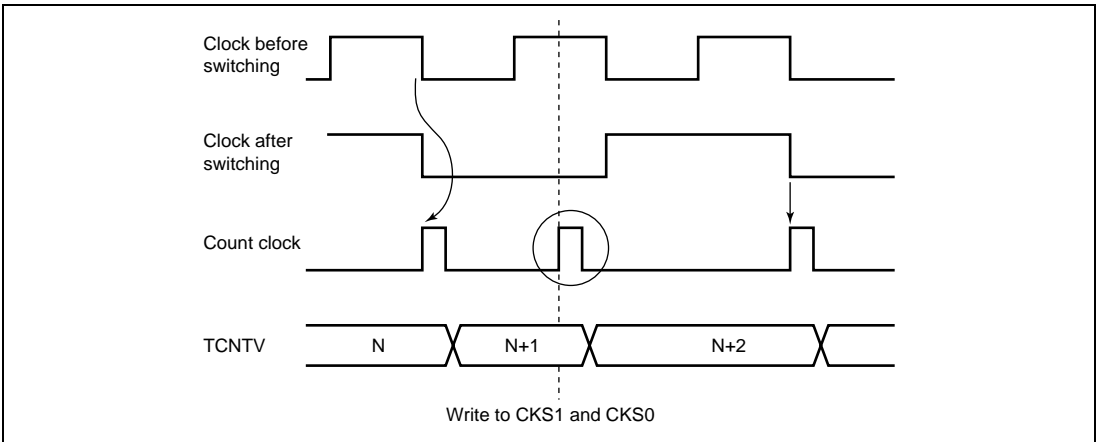 Clock before
switching
Clock after
switching
Count clock
TCNTV
N
N+1
N+2
Write to CKS1 and CKS0